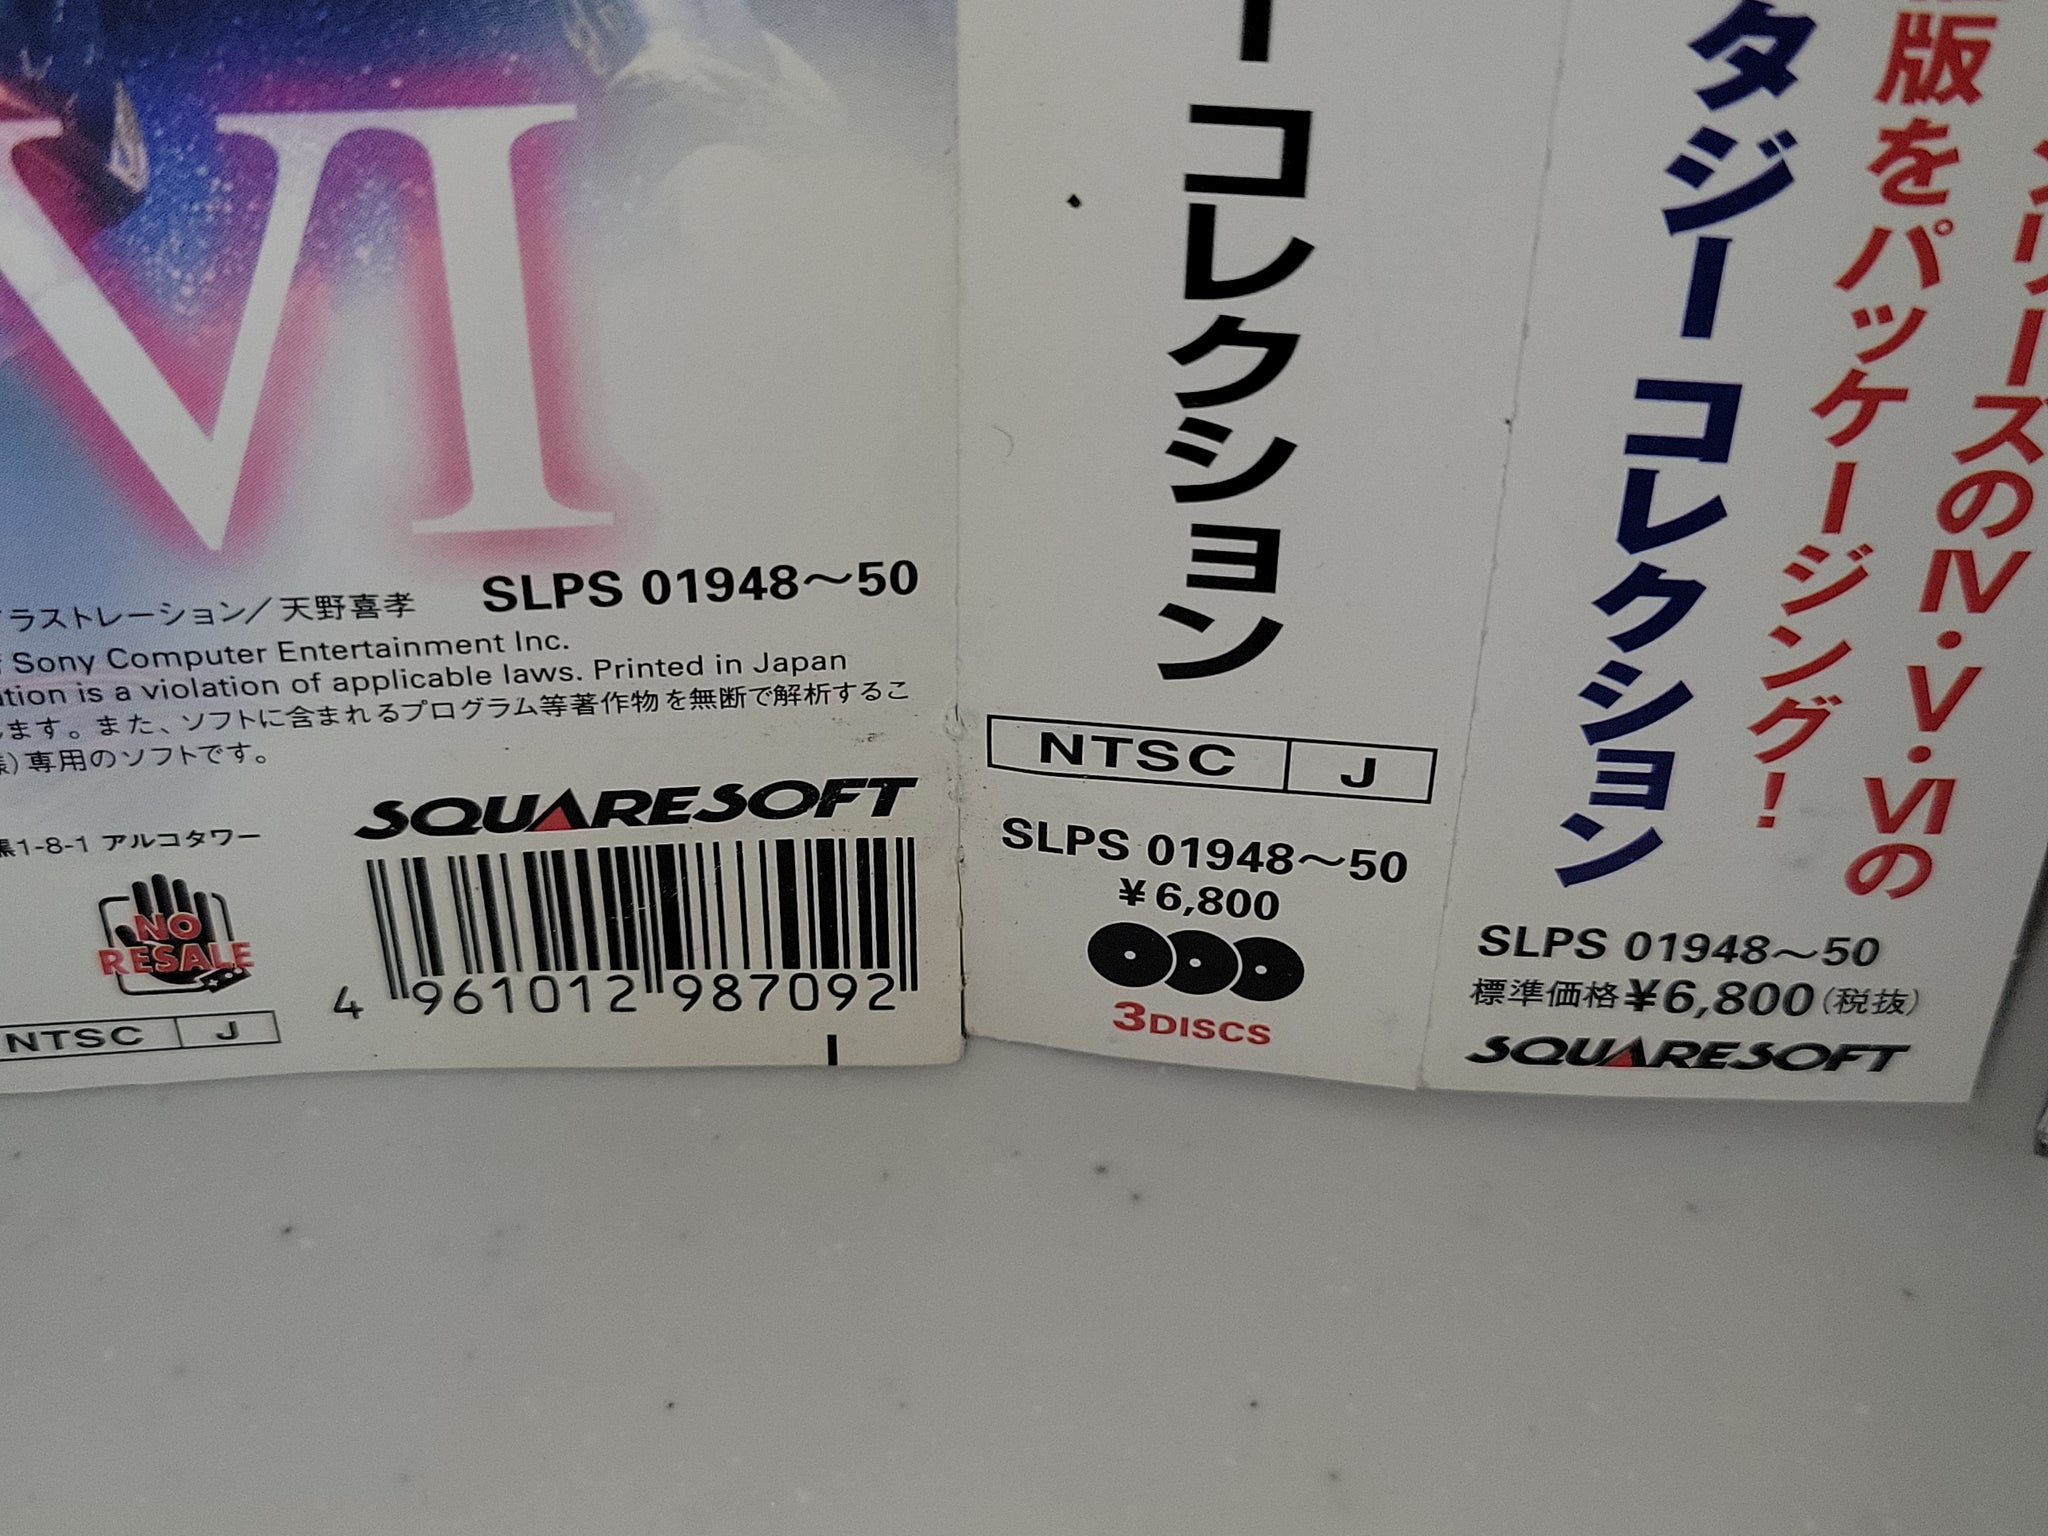 VI
イラストレーション／天野喜孝
SLPS 01948〜50
Sony Computer Entertainment Inc.
is a violation of applicable laws. Printed in Japan
します。また、ソフトに含まれるプログラム等著作物を無断で解析するこ
専用のソフトです。
SQUARESOFT
黒1-8-1 アルコタワー
NO
RESALE
NTSC J
4 961012 987092
ー コレクション
NTSC J
SLPS 01948〜50
¥6,800
3DISCS
リーズのIV・V・VIの
版をパッケージング！
タジー コレクション
SLPS 01948〜50
標準価格¥6,800(税抜)
SQUARESOFT